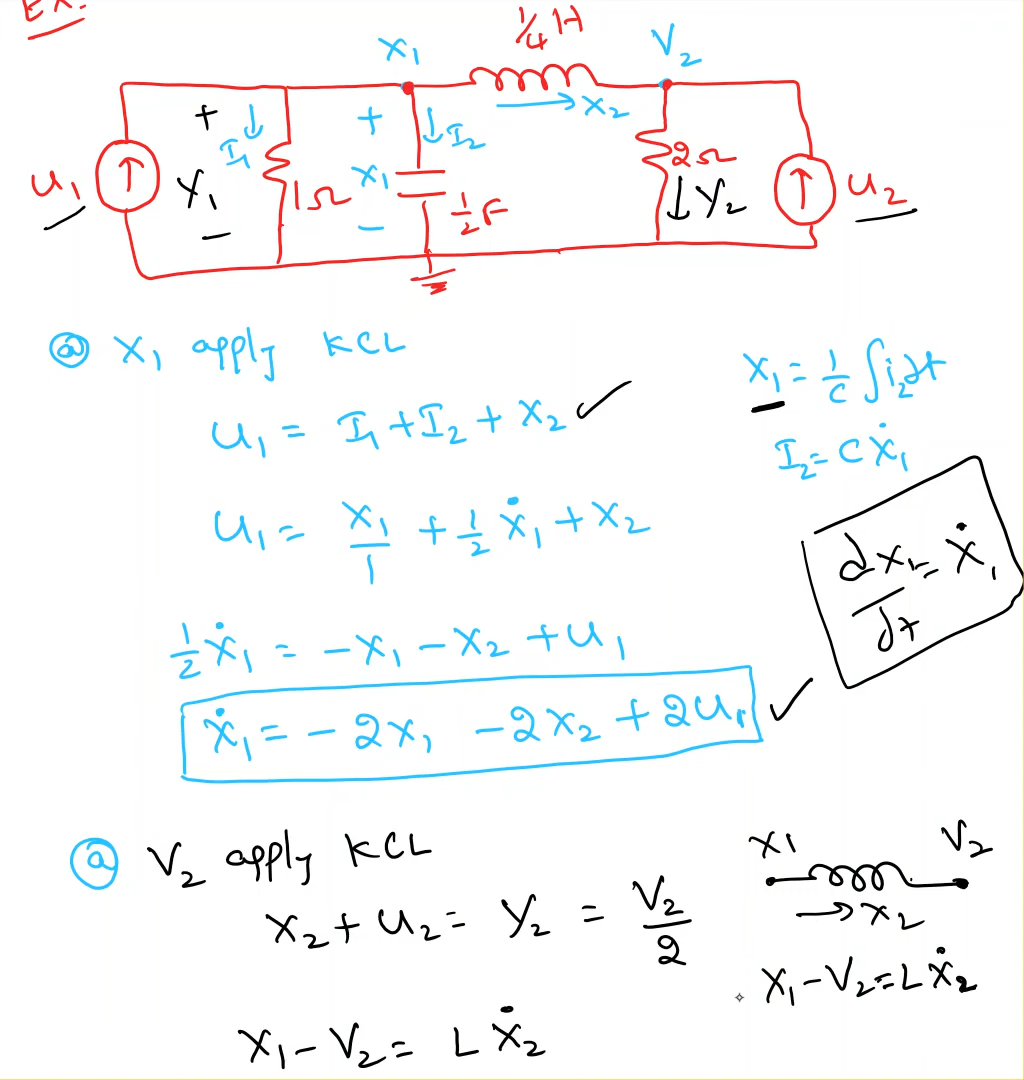 Ex:
X₁ ¼ H V₂
+ I₁ + I₂ → X₂
U₁ ↑ Y₁ 1Ω X₁ ½F 2Ω ↓ Y₂ ↑ U₂
− −
@ X₁ apply KCL
U₁ = I₁ + I₂ + X₂ ✓
X₁ = 1/C ∫i₂dt
I₂ = C Ẋ₁
U₁ = X₁/1 + ½ Ẋ₁ + X₂
dx₁/dt = Ẋ₁
½ Ẋ₁ = −X₁ − X₂ + U₁
Ẋ₁ = −2X₁ −2X₂ + 2U₁ ✓
@ V₂ apply KCL
X₂ + U₂ = Y₂ = V₂/2
X₁ V₂
→ X₂
X₁ − V₂ = L Ẋ₂
X₁ − V₂ = L Ẋ₂